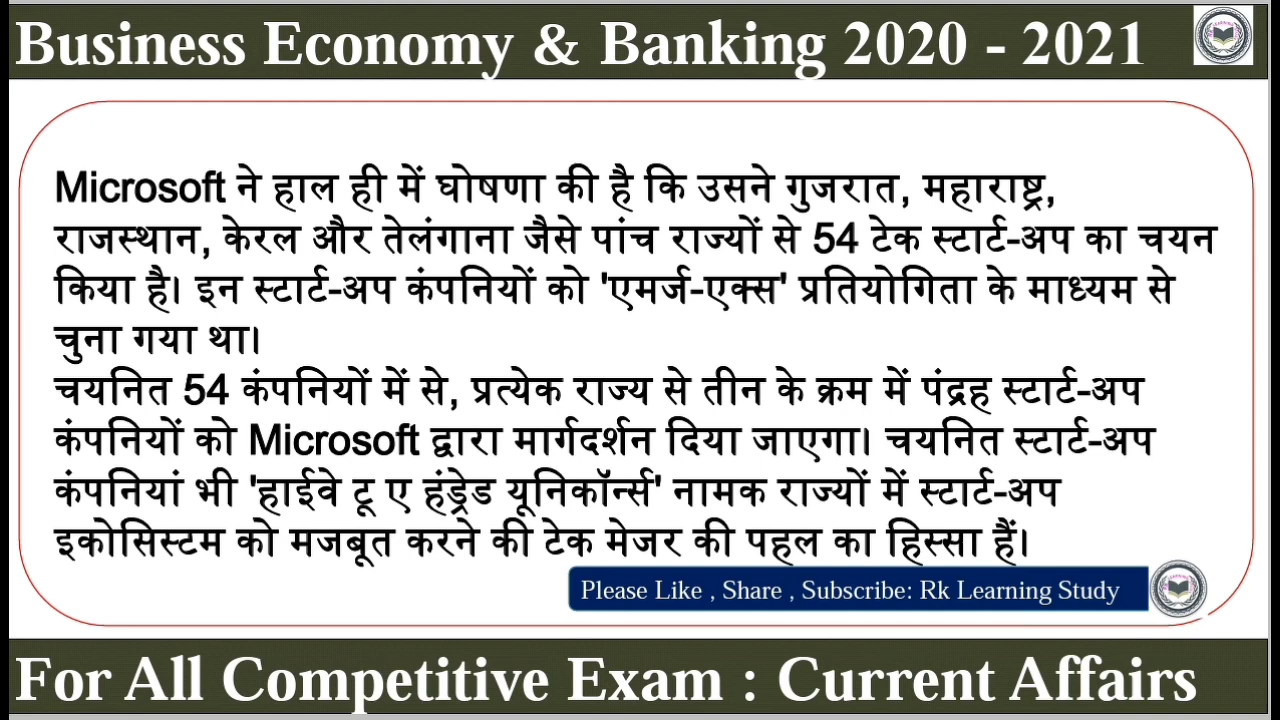 Business Economy & Banking 2020 - 2021
Microsoft ने हाल ही में घोषणा की है कि उसने गुजरात, महाराष्ट्र,
राजस्थान, केरल और तेलंगाना जैसे पांच राज्यों से 54 टेक स्टार्ट-अप का चयन
किया है। इन स्टार्ट-अप कंपनियों को 'एमर्ज-एक्स' प्रतियोगिता के माध्यम से
चुना गया था।
चयनित 54 कंपनियों में से, प्रत्येक राज्य से तीन के क्रम में पंद्रह स्टार्ट-अप
कंपनियों को Microsoft द्वारा मार्गदर्शन दिया जाएगा। चयनित स्टार्ट-अप
कंपनियां भी 'हाईवे टू ए हंड्रेड यूनिकॉर्न्स' नामक राज्यों में स्टार्ट-अप
इकोसिस्टम को मजबूत करने की टेक मेजर की पहल का हिस्सा हैं।
Please Like , Share , Subscribe: Rk Learning Study
For All Competitive Exam : Current Affairs